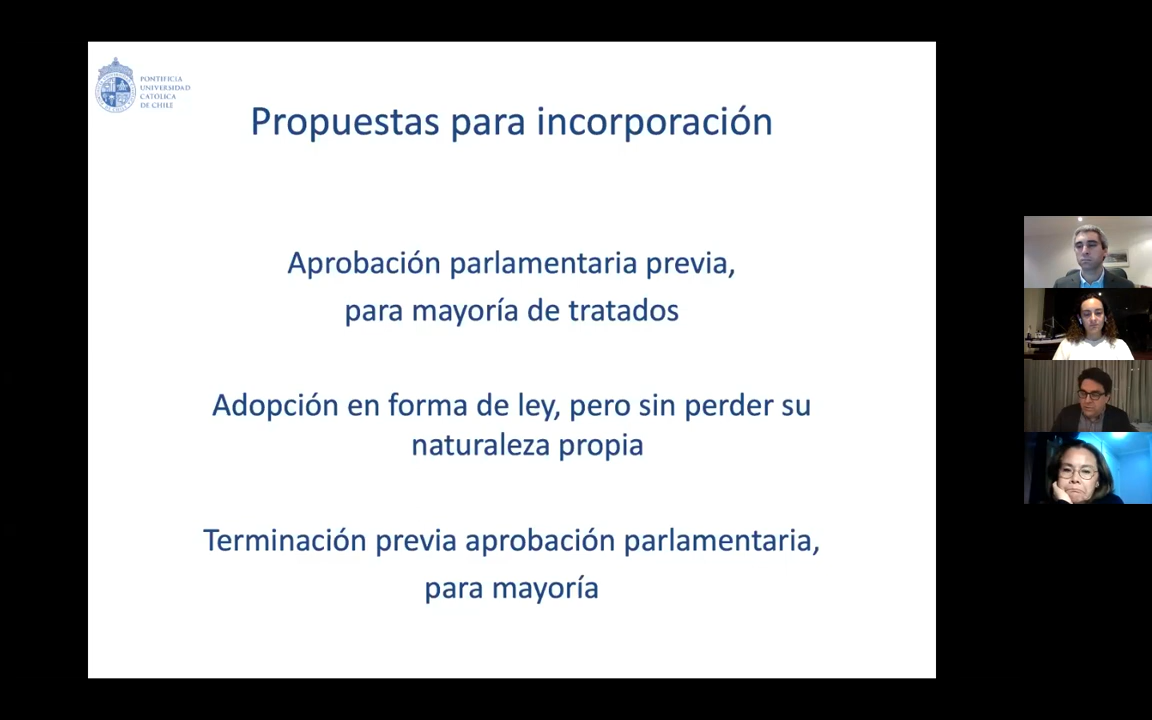 PONTIFICIA
UNIVERSIDAD
CATÓLICA
DE CHILE
Propuestas para incorporación
Aprobación parlamentaria previa,
para mayoría de tratados
Adopción en forma de ley, pero sin perder su
naturaleza propia
Terminación previa aprobación parlamentaria,
para mayoría